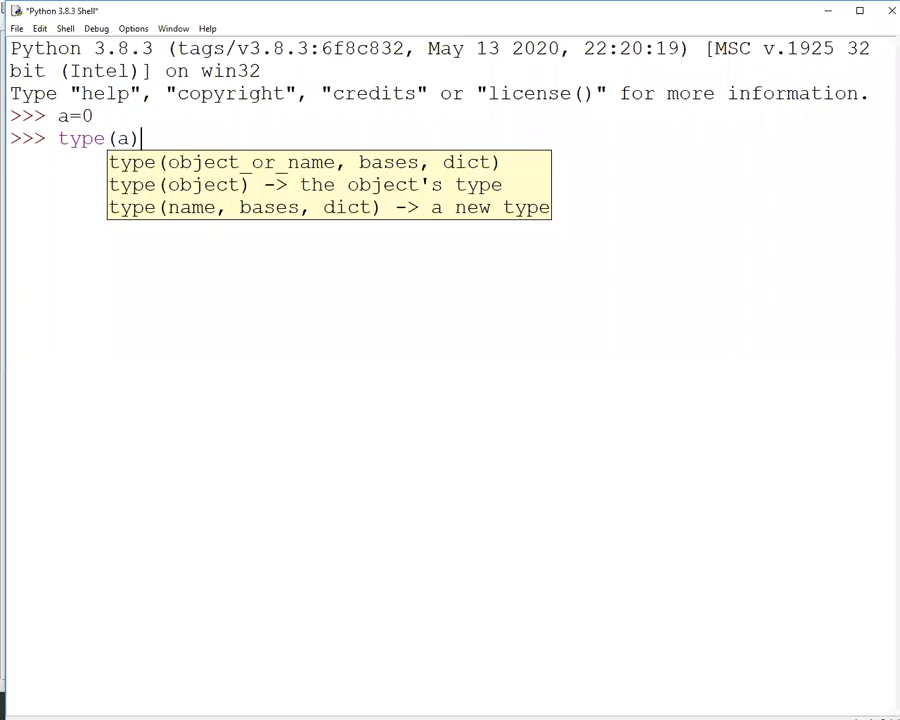 *Python 3.8.3 Shell*
File Edit Shell Debug Options Window Help
Python 3.8.3 (tags/v3.8.3:6f8c832, May 13 2020, 22:20:19) [MSC v.1925 32
bit (Intel)] on win32
Type "help", "copyright", "credits" or "license()" for more information.
>>> a=0
>>> type(a)
type(object_or_name, bases, dict)
type(object) -> the object's type
type(name, bases, dict) -> a new type